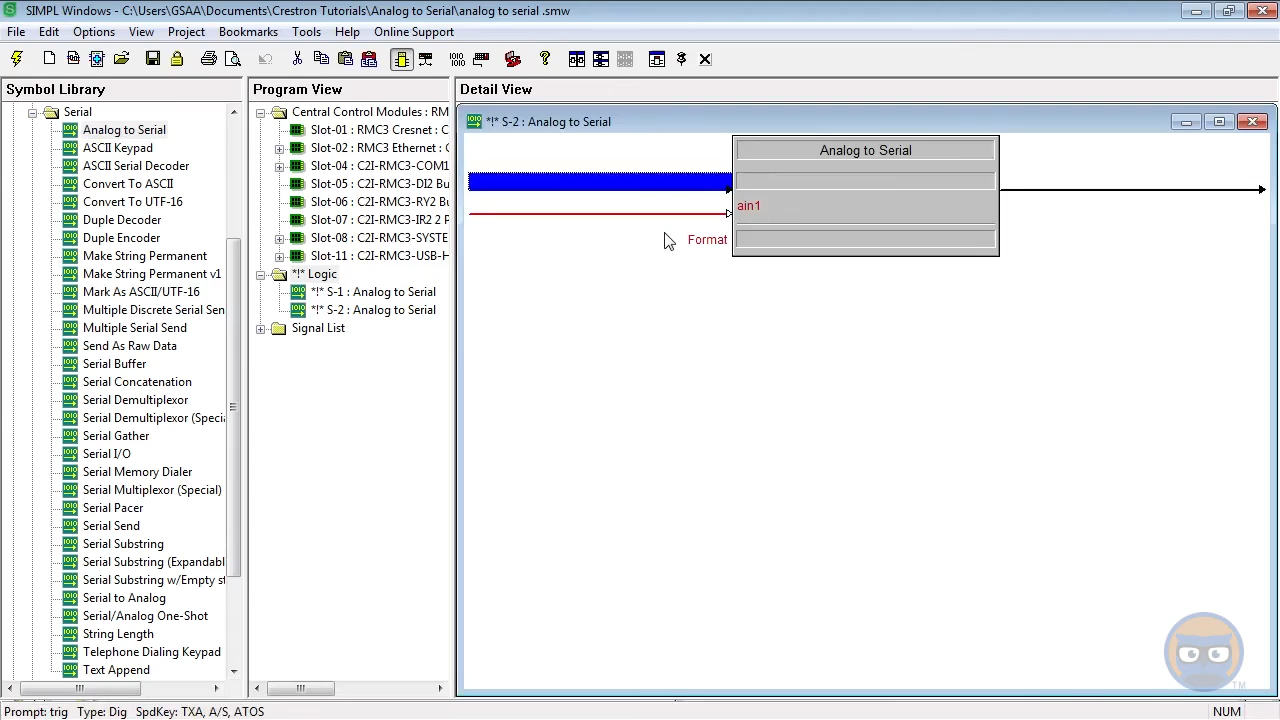 SIMPL Windows - C:\Users\GSAA\Documents\Crestron Tutorials\Analog to Serial\analog to serial .smw
File Edit Options View Project Bookmarks Tools Help Online Support
Symbol Library
Serial
Analog to Serial
ASCII Keypad
ASCII Serial Decoder
Convert To ASCII
Convert To UTF-16
Duple Decoder
Duple Encoder
Make String Permanent
Make String Permanent v1
Mark As ASCII/UTF-16
Multiple Discrete Serial Sen
Multiple Serial Send
Send As Raw Data
Serial Buffer
Serial Concatenation
Serial Demultiplexor
Serial Demultiplexor (Specia
Serial Gather
Serial I/O
Serial Memory Dialer
Serial Multiplexor (Special)
Serial Pacer
Serial Send
Serial Substring
Serial Substring (Expandabl
Serial Substring w/Empty st
Serial to Analog
Serial/Analog One-Shot
String Length
Telephone Dialing Keypad
Text Append
Program View
Central Control Modules : RM
Slot-01 : RMC3 Cresnet : C
Slot-02 : RMC3 Ethernet : C
Slot-04 : C2I-RMC3-COM1
Slot-05 : C2I-RMC3-DI2 Bu
Slot-06 : C2I-RMC3-RY2 Bu
Slot-07 : C2I-RMC3-IR2 2 P
Slot-08 : C2I-RMC3-SYSTE
Slot-11 : C2I-RMC3-USB-H
*!* Logic
*!* S-1 : Analog to Serial
*!* S-2 : Analog to Serial
Signal List
Detail View
*!* S-2 : Analog to Serial
Analog to Serial
ain1
Format
TM
Prompt: trig Type: Dig SpdKey: TXA, A/S, ATOS
NUM